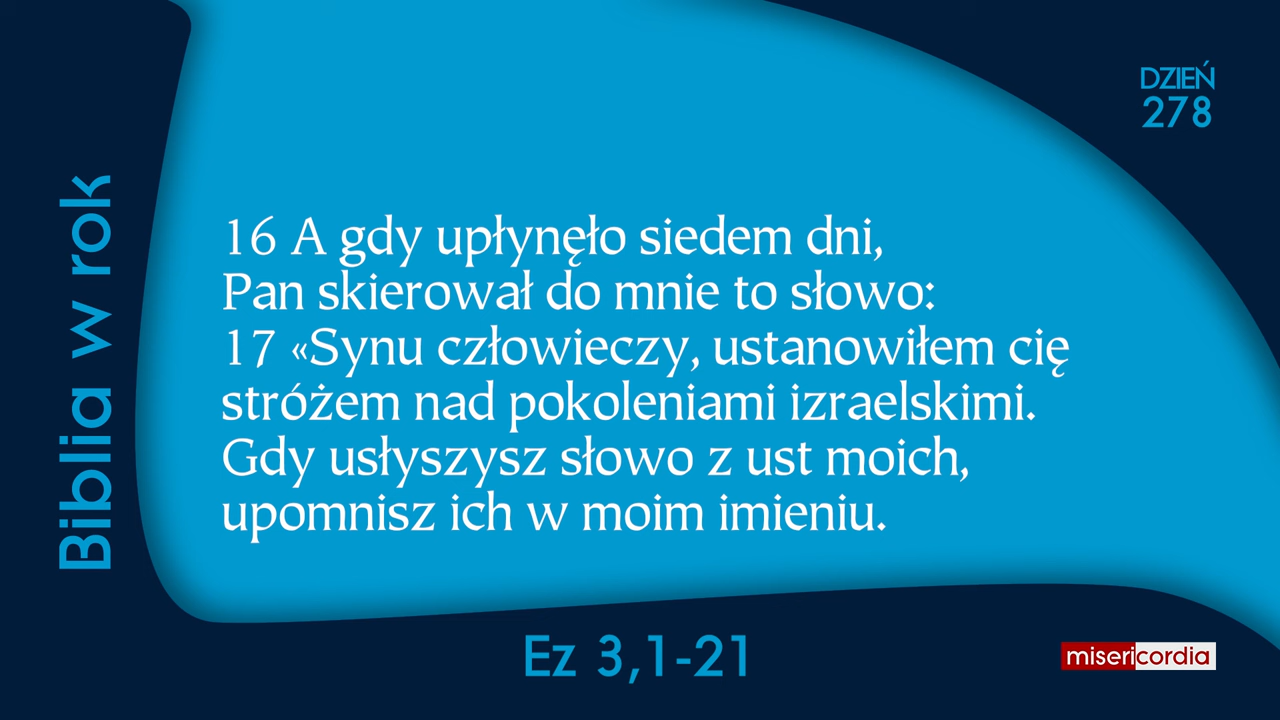 DZIEŃ
278
Biblia w rok
16 A gdy upłynęło siedem dni,
Pan skierował do mnie to słowo:
17 «Synu człowieczy, ustanowiłem cię
stróżem nad pokoleniami izraelskimi.
Gdy usłyszysz słowo z ust moich,
upomnisz ich w moim imieniu.
Ez 3,1-21
misericordia